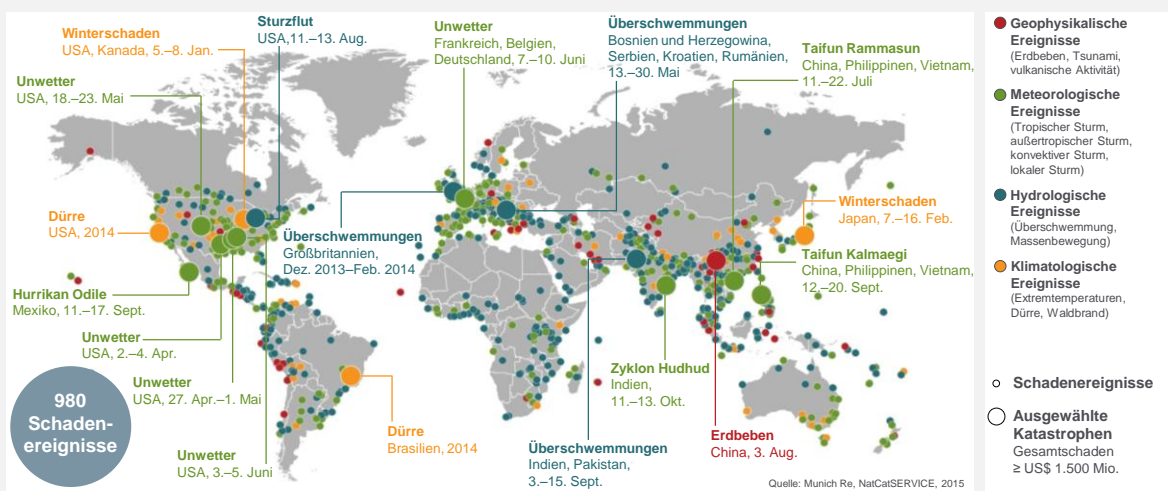 Winterschaden
USA, Kanada, 5.–8. Jan.
Sturzflut
USA,11.–13. Aug.
Unwetter
Frankreich, Belgien,
Deutschland, 7.–10. Juni
Überschwemmungen
Bosnien und Herzegowina,
Serbien, Kroatien, Rumänien,
13.–30. Mai
Taifun Rammasun
China, Philippinen, Vietnam,
11.–22. Juli
Unwetter
USA, 18.–23. Mai
Dürre
USA, 2014
Überschwemmungen
Großbritannien,
Dez. 2013–Feb. 2014
Winterschaden
Japan, 7.–16. Feb.
Taifun Kalmaegi
China, Philippinen, Vietnam,
12.–20. Sept.
Hurrikan Odile
Mexiko, 11.–17. Sept.
Unwetter
USA, 2.–4. Apr.
Unwetter
USA, 27. Apr.–1. Mai
Zyklon Hudhud
Indien,
11.–13. Okt.
980
Schaden-
ereignisse
Unwetter
USA, 3.–5. Juni
Dürre
Brasilien, 2014
Überschwemmungen
Indien, Pakistan,
3.–15. Sept.
Erdbeben
China, 3. Aug.
Quelle: Munich Re, NatCatSERVICE, 2015
Geophysikalische
Ereignisse
(Erdbeben, Tsunami,
vulkanische Aktivität)
Meteorologische
Ereignisse
(Tropischer Sturm,
außertropischer Sturm,
konvektiver Sturm,
lokaler Sturm)
Hydrologische
Ereignisse
(Überschwemmung,
Massenbewegung)
Klimatologische
Ereignisse
(Extremtemperaturen,
Dürre, Waldbrand)
Schadenereignisse
Ausgewählte
Katastrophen
Gesamtschaden
≥ US$ 1.500 Mio.